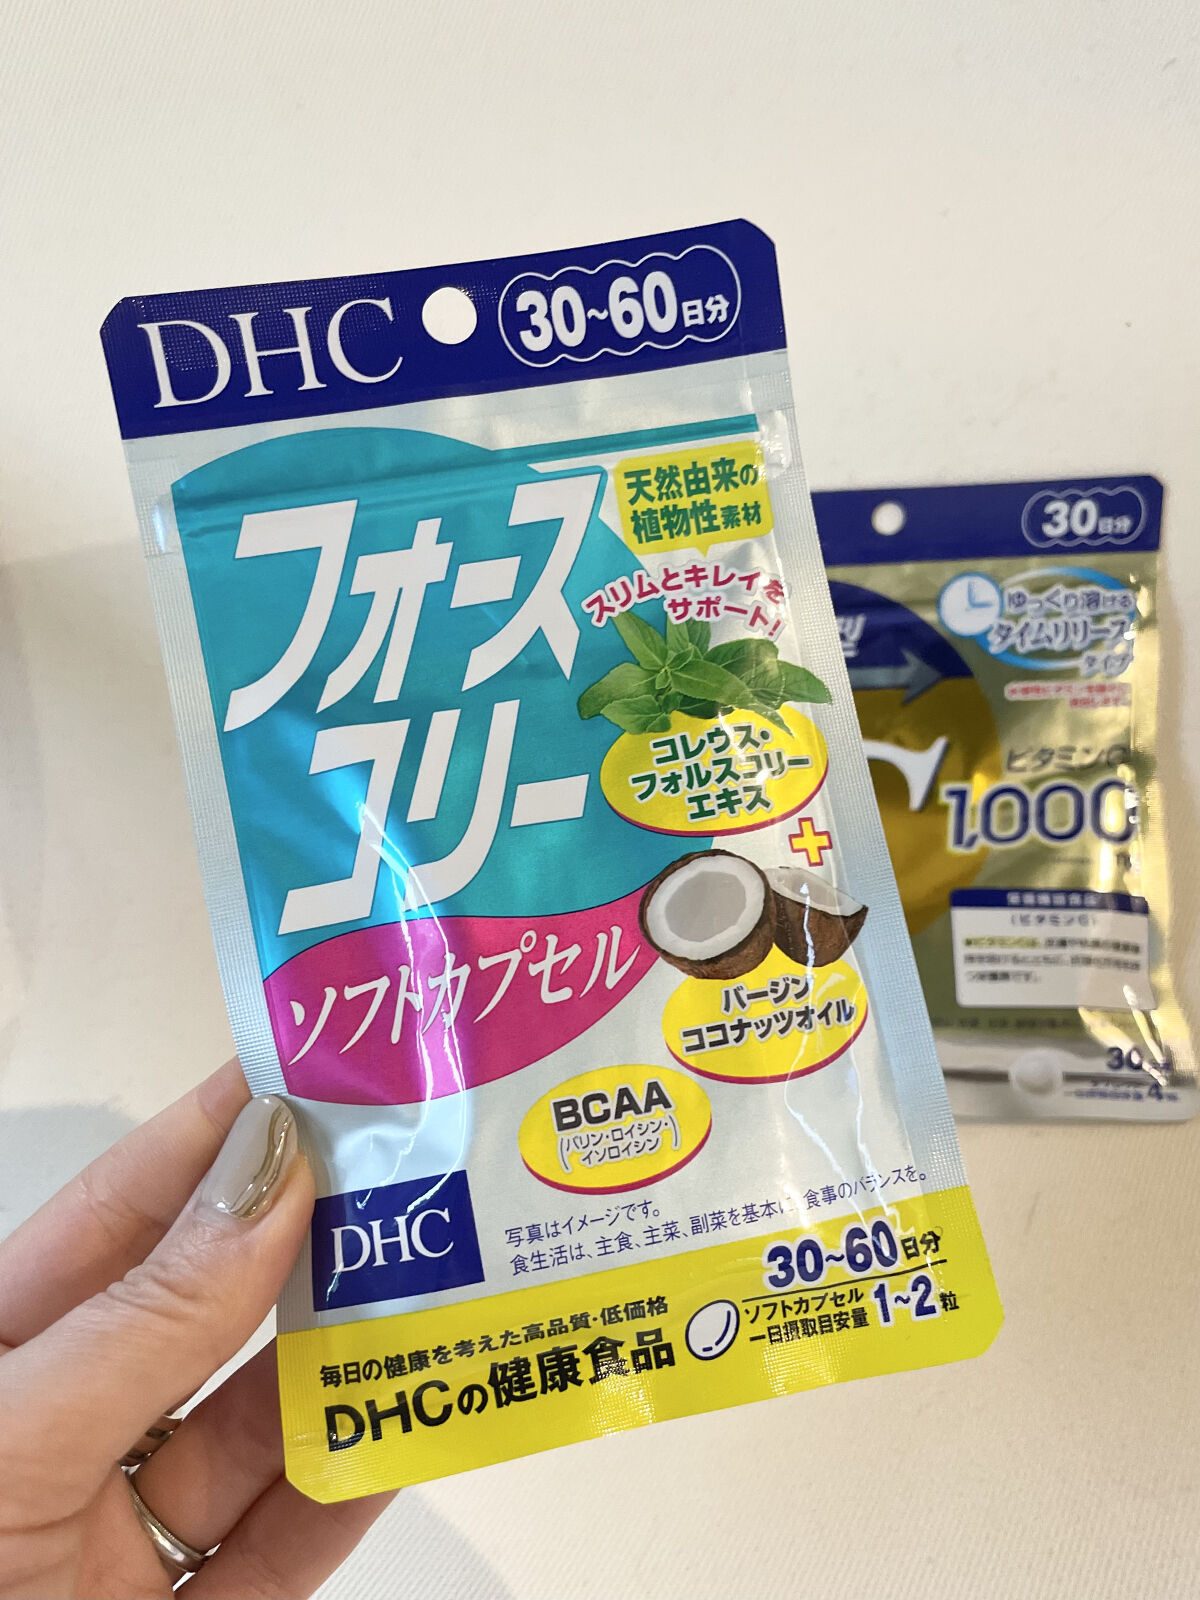 DHC
30~60日分
天然由来の
植物性素材
スリムとキレイを
サポート!
フォース
コリー
ソフトカプセル
コレウス・
フォルスコリー
エキス
+
バージン
ココナッツオイル
BCAA
(バリン・ロイシン・
イソロイシン)
写真はイメージです。
食生活は、主食、主菜、副菜を基本に、食事のバランスを。
DHC
毎日の健康を考えた高品質・低価格
DHCの健康食品
30~60日分
ソフトカプセル
一日摂取目安量 1~2粒
30日分
ゆっくり溶ける
タイムリリース
タイプ
ビタミンC
1,000
(ビタミンC)
30